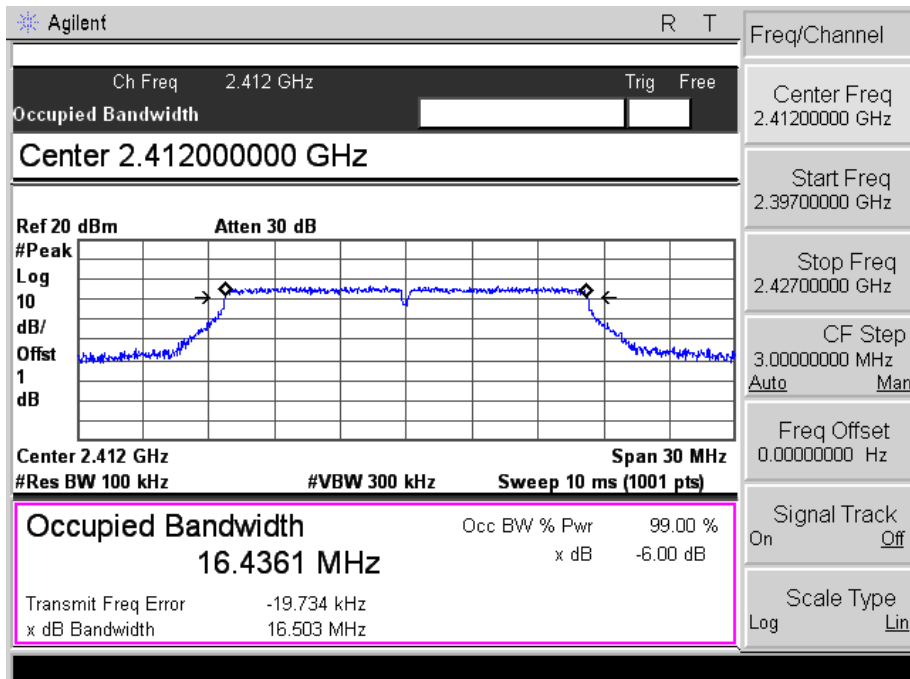 Agilent
R T
Ch Freq 2.412 GHz
Trig Free
Occupied Bandwidth
Center 2.412000000 GHz
Ref 20 dBm
Atten 30 dB
#Peak
Log
10
dB/
Offst
1
dB
Center 2.412 GHz
Span 30 MHz
#Res BW 100 kHz
#VBW 300 kHz
Sweep 10 ms (1001 pts)
Occupied Bandwidth
16.4361 MHz
Occ BW % Pwr 99.00 %
x dB -6.00 dB
Transmit Freq Error -19.734 kHz
x dB Bandwidth 16.503 MHz
Freq/Channel
Center Freq
2.41200000 GHz
Start Freq
2.39700000 GHz
Stop Freq
2.42700000 GHz
CF Step
3.00000000 MHz
Auto Man
Freq Offset
0.00000000 Hz
Signal Track
On Off
Scale Type
Log Lin